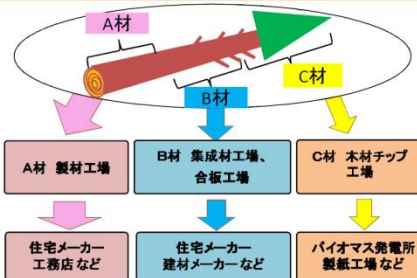 A材
C材
B材
A材 製材工場
B材 集成材工場、
合板工場
C材 木材チップ
工場
住宅メーカー
工務店など
住宅メーカー
建材メーカーなど
バイオマス発電所
製紙工場など